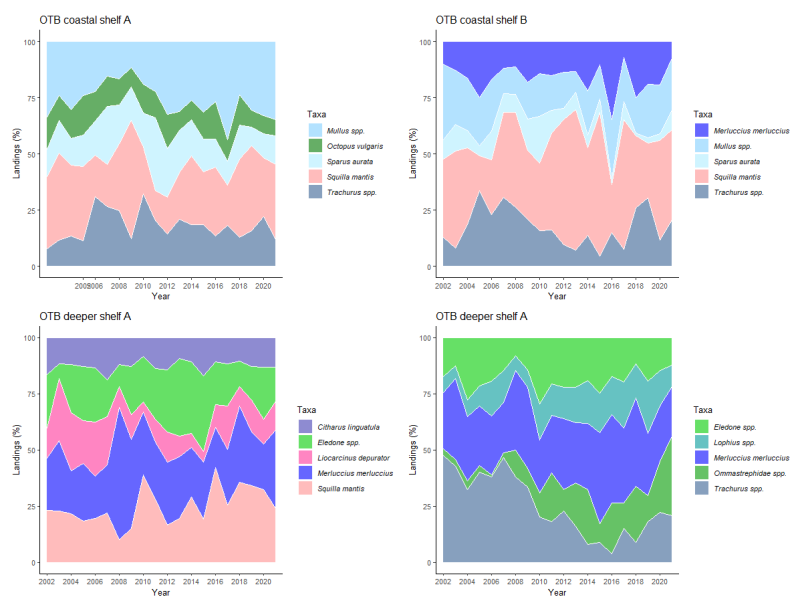 OTB coastal shelf A
Landings (%)
100
75
50
25
0
2005 2006 2008 2010 2012 2014 2016 2018 2020
Year
Taxa
Mullus spp.
Octopus vulgaris
Sparus aurata
Squilla mantis
Trachurus spp.
OTB coastal shelf B
Landings (%)
100
75
50
25
0
2002 2004 2006 2008 2010 2012 2014 2016 2018 2020
Year
Taxa
Merluccius merluccius
Mullus spp.
Sparus aurata
Squilla mantis
Trachurus spp.
OTB deeper shelf A
Landings (%)
100
75
50
25
0
2002 2004 2006 2008 2010 2012 2014 2016 2018 2020
Year
Taxa
Citharus linguatula
Eledone spp.
Liocarcinus depurator
Merluccius merluccius
Squilla mantis
OTB deeper shelf A
Landings (%)
100
75
50
25
0
2002 2004 2006 2008 2010 2012 2014 2016 2018 2020
Year
Taxa
Eledone spp.
Lophius spp.
Merluccius merluccius
Ommastrephidae spp.
Trachurus spp.